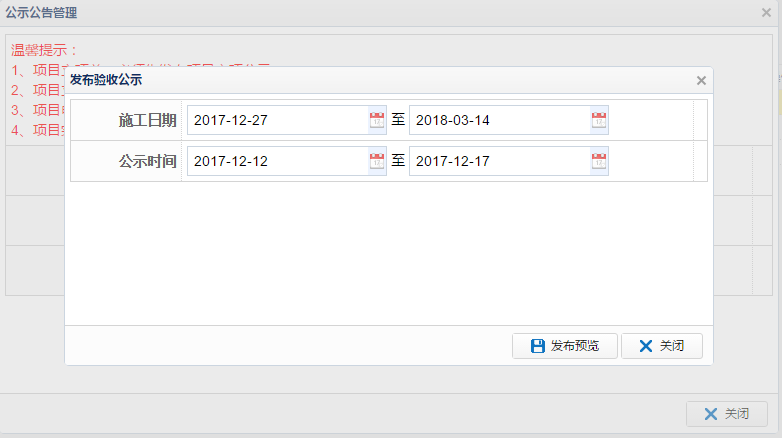 公示公告管理
温馨提示：
1、项目
2、项目
3、项目
4、项目
发布验收公示
施工日期 2017-12-27 至 2018-03-14
公示时间 2017-12-12 至 2017-12-17
发布预览 关闭
关闭